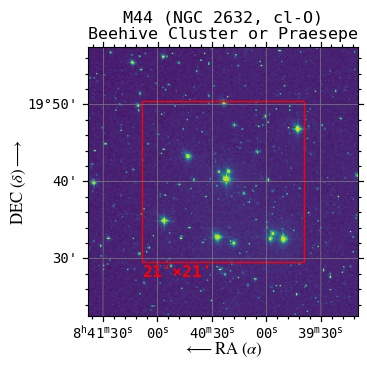 M44 (NGC 2632, cl-O)
Beehive Cluster or Praesepe
19°50'
40'
30'
DEC (δ) ⟶
21'×21'
8ʰ41ᵐ30ˢ 00ˢ 40ᵐ30ˢ 00ˢ 39ᵐ30ˢ
⟵ RA (α)